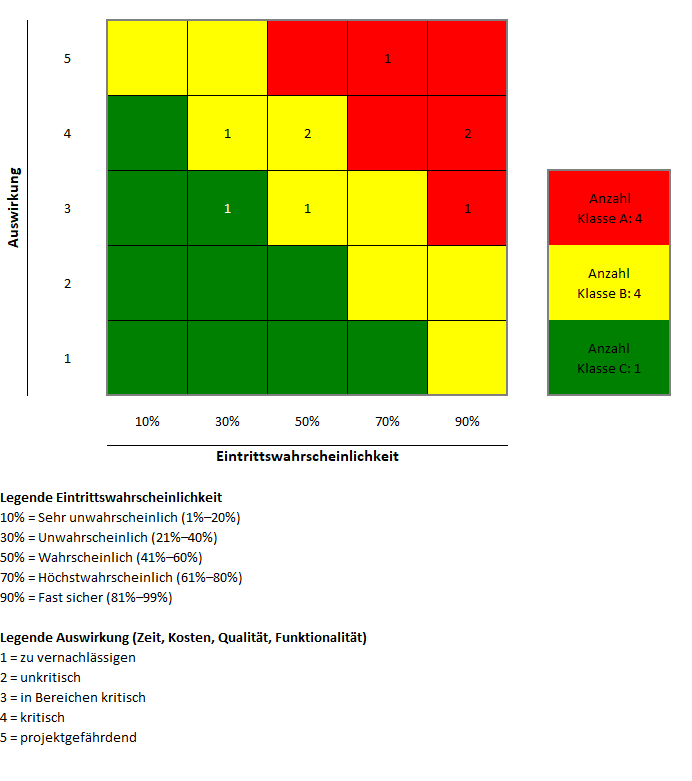 5
1
4
1
2
2
Auswirkung
3
1
1
1
2
1
10%
30%
50%
70%
90%
Eintrittswahrscheinlichkeit
Anzahl
Klasse A: 4
Anzahl
Klasse B: 4
Anzahl
Klasse C: 1
Legende Eintrittswahrscheinlichkeit
10% = Sehr unwahrscheinlich (1%–20%)
30% = Unwahrscheinlich (21%–40%)
50% = Wahrscheinlich (41%–60%)
70% = Höchstwahrscheinlich (61%–80%)
90% = Fast sicher (81%–99%)
Legende Auswirkung (Zeit, Kosten, Qualität, Funktionalität)
1 = zu vernachlässigen
2 = unkritisch
3 = in Bereichen kritisch
4 = kritisch
5 = projektgefährdend